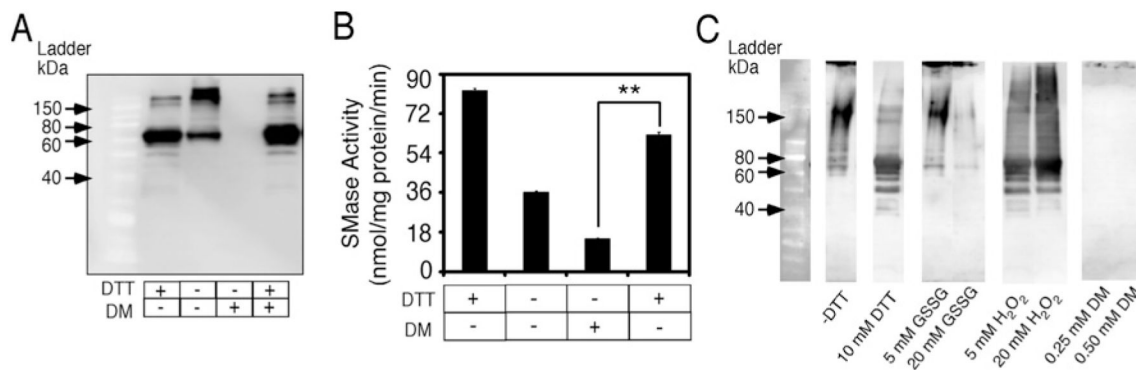 A
Ladder
kDa
150
80
60
40
DTT + - - +
DM - - + +
B
SMase Activity
(nmol/mg protein/min)
90
72
54
36
18
0
**
DTT + - - +
DM - - + -
C
Ladder
kDa
150
80
60
40
-DTT
10 mM DTT
5 mM GSSG
20 mM GSSG
5 mM H₂O₂
20 mM H₂O₂
0.25 mM DM
0.50 mM DM